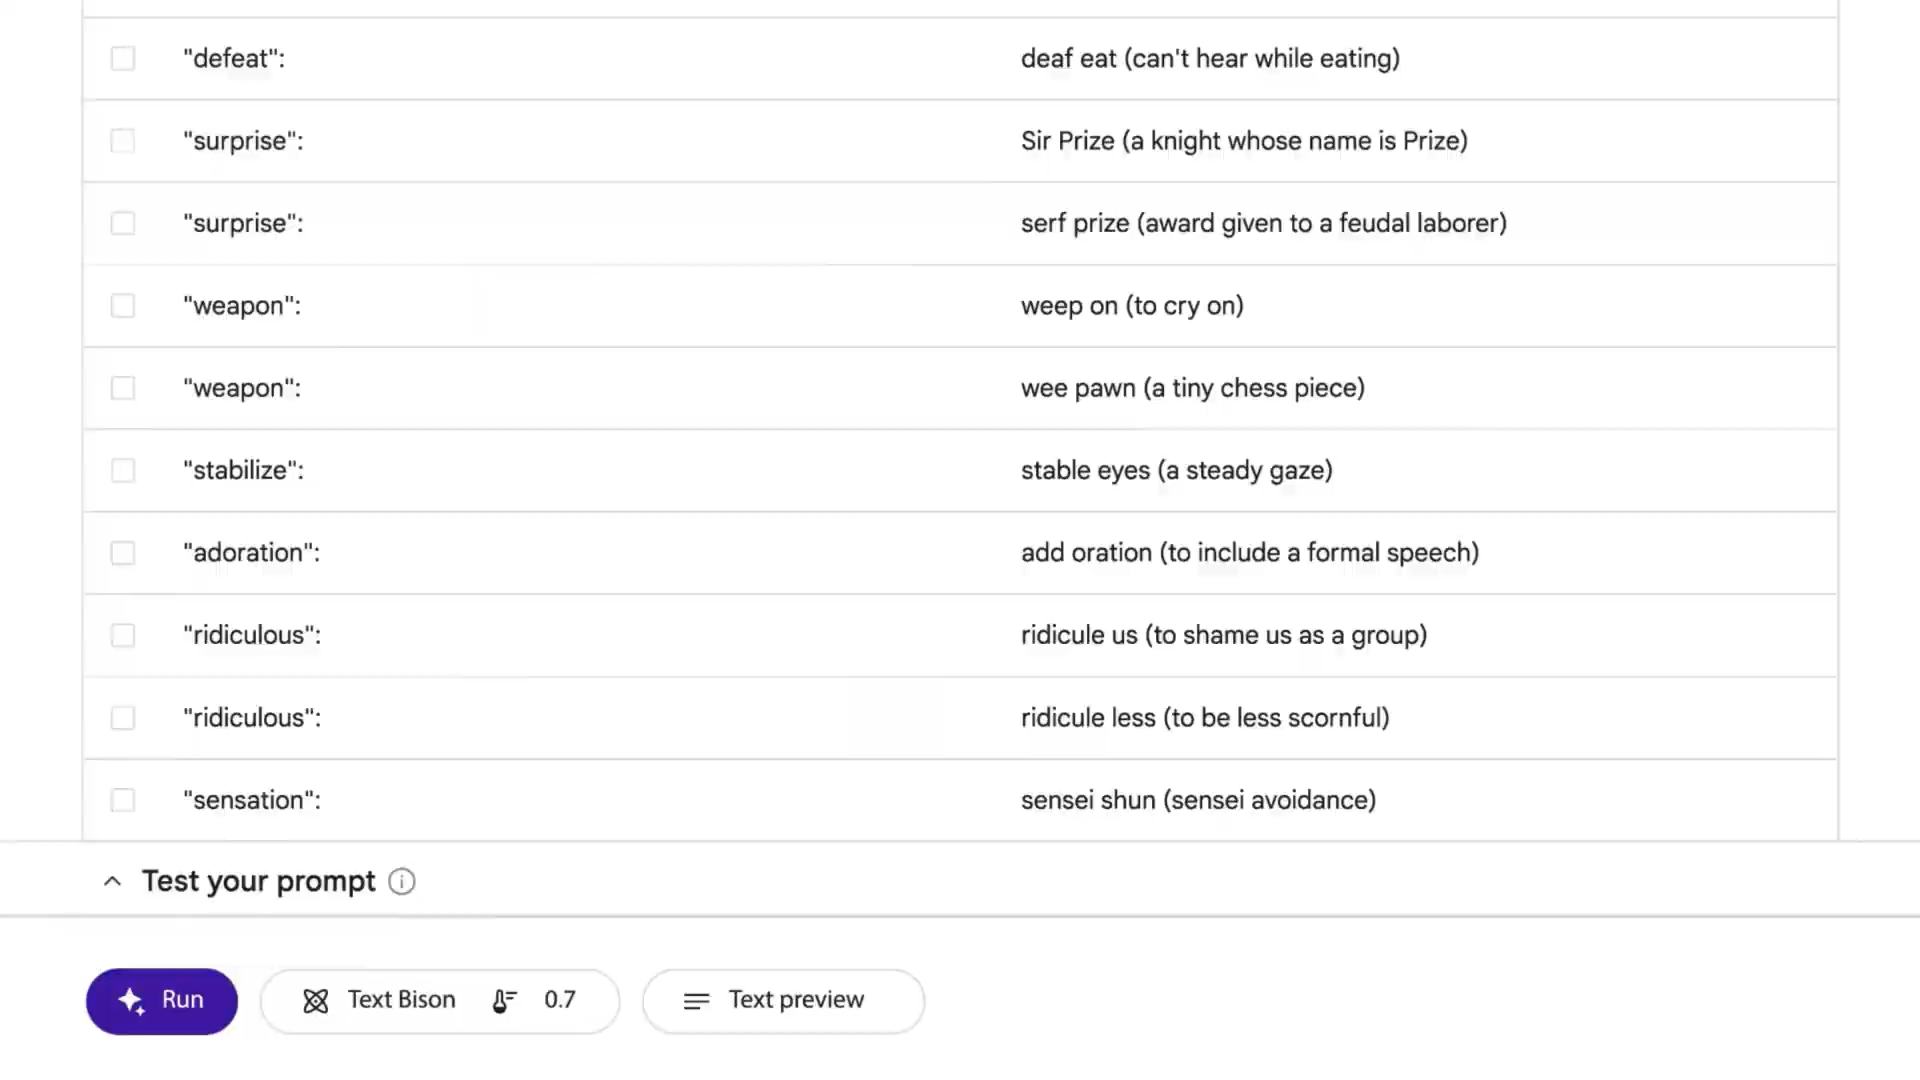 "defeat": deaf eat (can't hear while eating)
"surprise": Sir Prize (a knight whose name is Prize)
"surprise": serf prize (award given to a feudal laborer)
"weapon": weep on (to cry on)
"weapon": wee pawn (a tiny chess piece)
"stabilize": stable eyes (a steady gaze)
"adoration": add oration (to include a formal speech)
"ridiculous": ridicule us (to shame us as a group)
"ridiculous": ridicule less (to be less scornful)
"sensation": sensei shun (sensei avoidance)
Test your prompt
Run Text Bison 0.7 Text preview